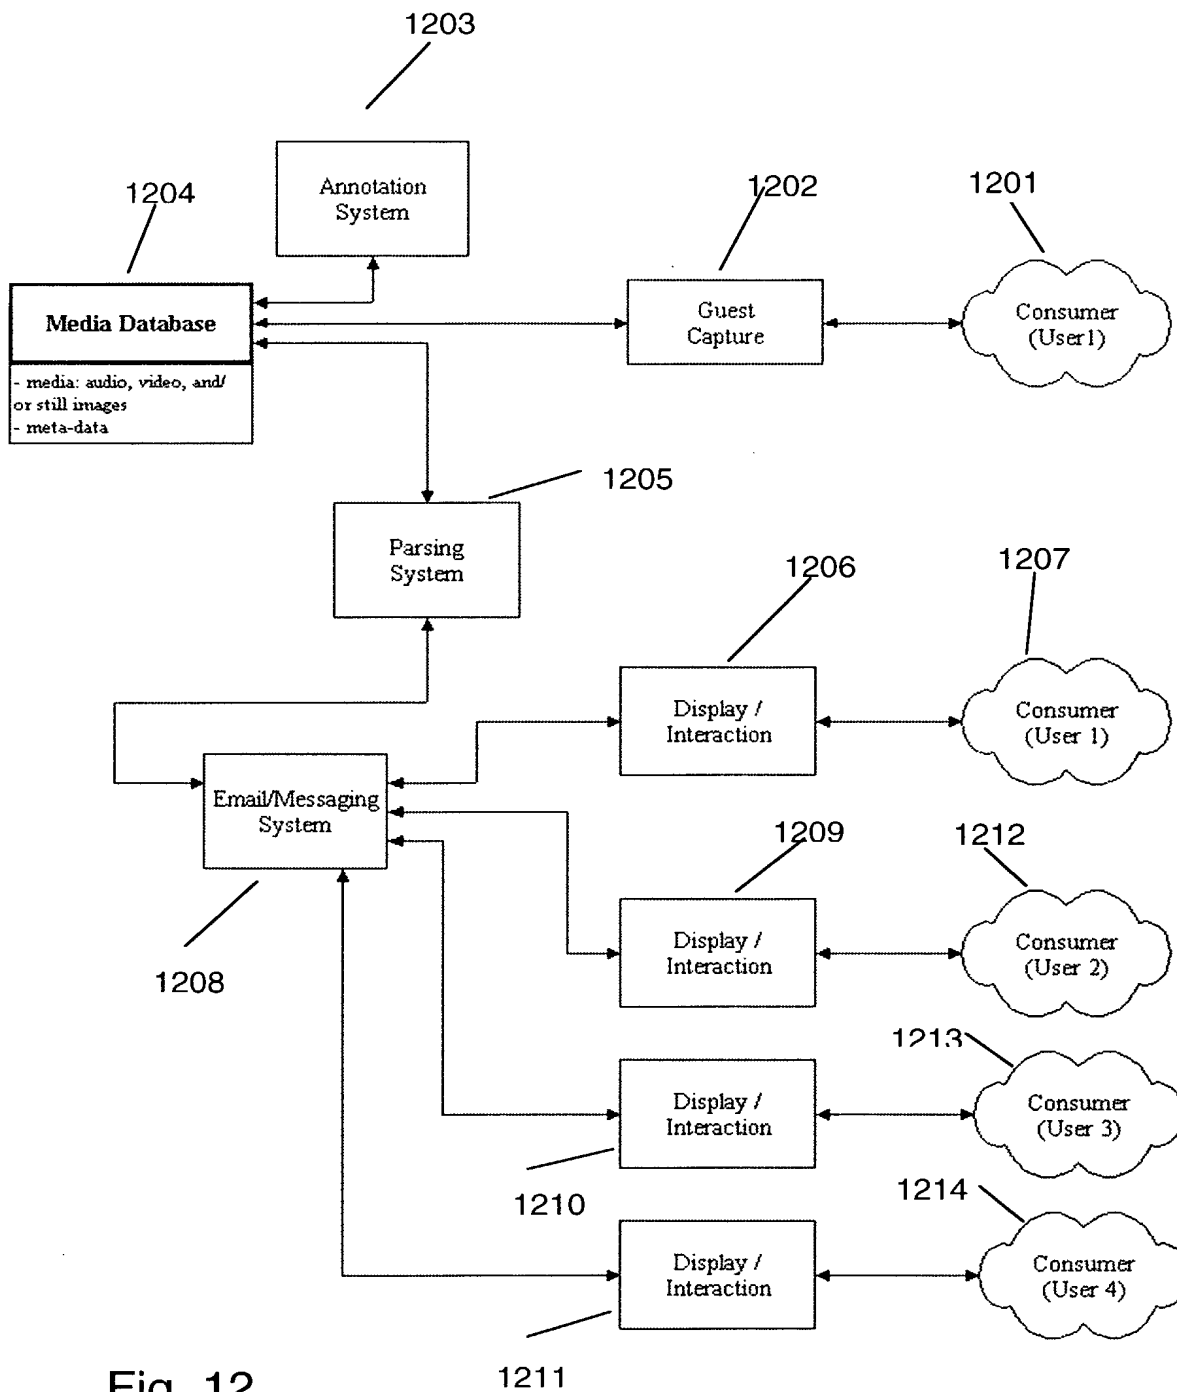 1203
Annotation
System
1204
1202
1201
Media Database
Guest
Capture
Consumer
(User1)
- media: audio, video, and/
or still images
- meta-data
1205
Parsing
System
1206
1207
Display /
Interaction
Consumer
(User 1)
Email/Messaging
System
1208
1209
1212
Display /
Interaction
Consumer
(User 2)
1213
Display /
Interaction
Consumer
(User 3)
1210
1214
Display /
Interaction
Consumer
(User 4)
1211
Fig. 12